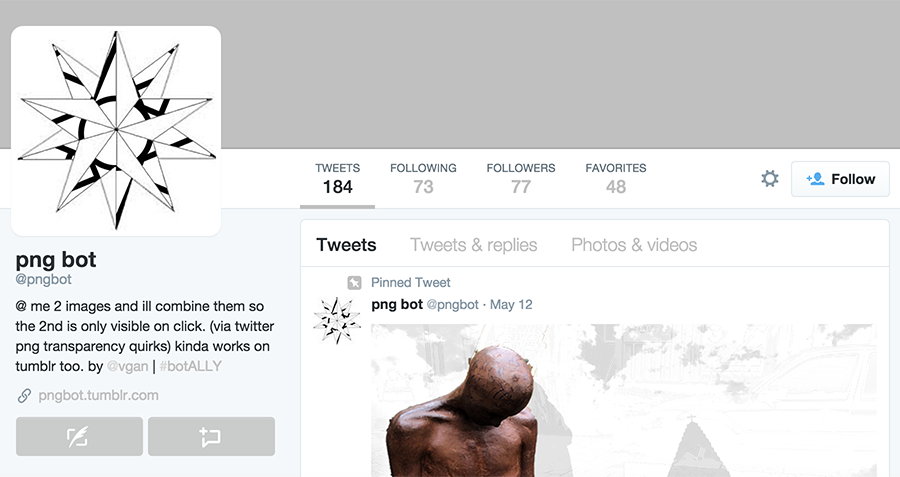 TWEETS FOLLOWING FOLLOWERS FAVORITES
184 73 77 48
Follow
png bot
@pngbot
@ me 2 images and ill combine them so
the 2nd is only visible on click. (via twitter
png transparency quirks) kinda works on
tumblr too. by @vgan | #botALLY
pngbot.tumblr.com
Tweets Tweets & replies Photos & videos
Pinned Tweet
png bot @pngbot · May 12